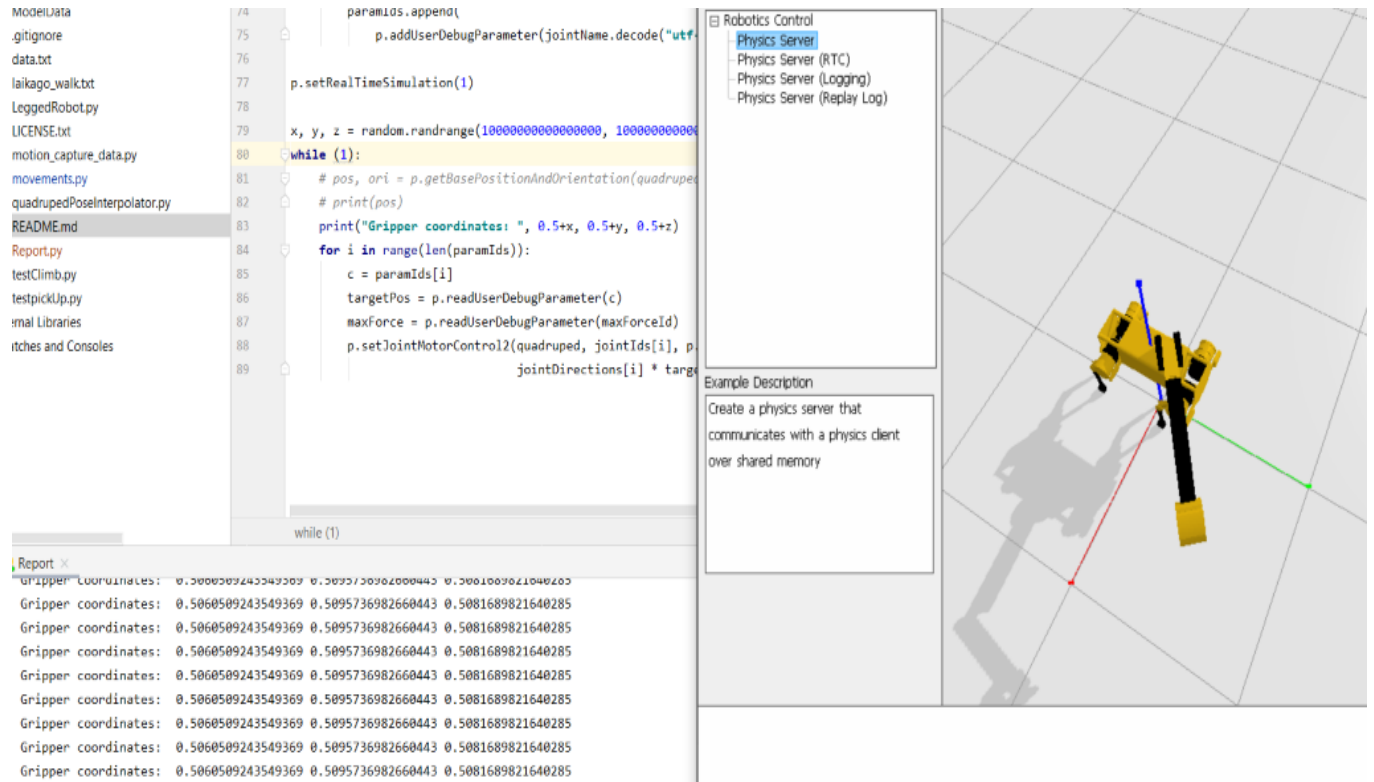 ModelData
.gitignore
data.txt
laikago_walk.txt
LeggedRobot.py
LICENSE.txt
motion_capture_data.py
movements.py
quadrupedPoseInterpolator.py
README.md
Report.py
testClimb.py
testpickUp.py
ernal Libraries
atches and Consoles
74 paramIds.append(
75 p.addUserDebugParameter(jointName.decode("utf-
76
77 p.setRealTimeSimulation(1)
78
79 x, y, z = random.randrange(10000000000000000, 100000000000
80 while (1):
81 # pos, ori = p.getBasePositionAndOrientation(quadruped
82 # print(pos)
83 print("Gripper coordinates: ", 0.5+x, 0.5+y, 0.5+z)
84 for i in range(len(paramIds)):
85 c = paramIds[i]
86 targetPos = p.readUserDebugParameter(c)
87 maxForce = p.readUserDebugParameter(maxForceId)
88 p.setJointMotorControl2(quadruped, jointIds[i], p.
89 jointDirections[i] * targe
while (1)
Report
Gripper coordinates: 0.5060509243549369 0.5095736982660443 0.5081689821640285
Gripper coordinates: 0.5060509243549369 0.5095736982660443 0.5081689821640285
Gripper coordinates: 0.5060509243549369 0.5095736982660443 0.5081689821640285
Gripper coordinates: 0.5060509243549369 0.5095736982660443 0.5081689821640285
Gripper coordinates: 0.5060509243549369 0.5095736982660443 0.5081689821640285
Gripper coordinates: 0.5060509243549369 0.5095736982660443 0.5081689821640285
Gripper coordinates: 0.5060509243549369 0.5095736982660443 0.5081689821640285
Gripper coordinates: 0.5060509243549369 0.5095736982660443 0.5081689821640285
Gripper coordinates: 0.5060509243549369 0.5095736982660443 0.5081689821640285
Robotics Control
Physics Server
Physics Server (RTC)
Physics Server (Logging)
Physics Server (Replay Log)
Example Description
Create a physics server that
communicates with a physics client
over shared memory